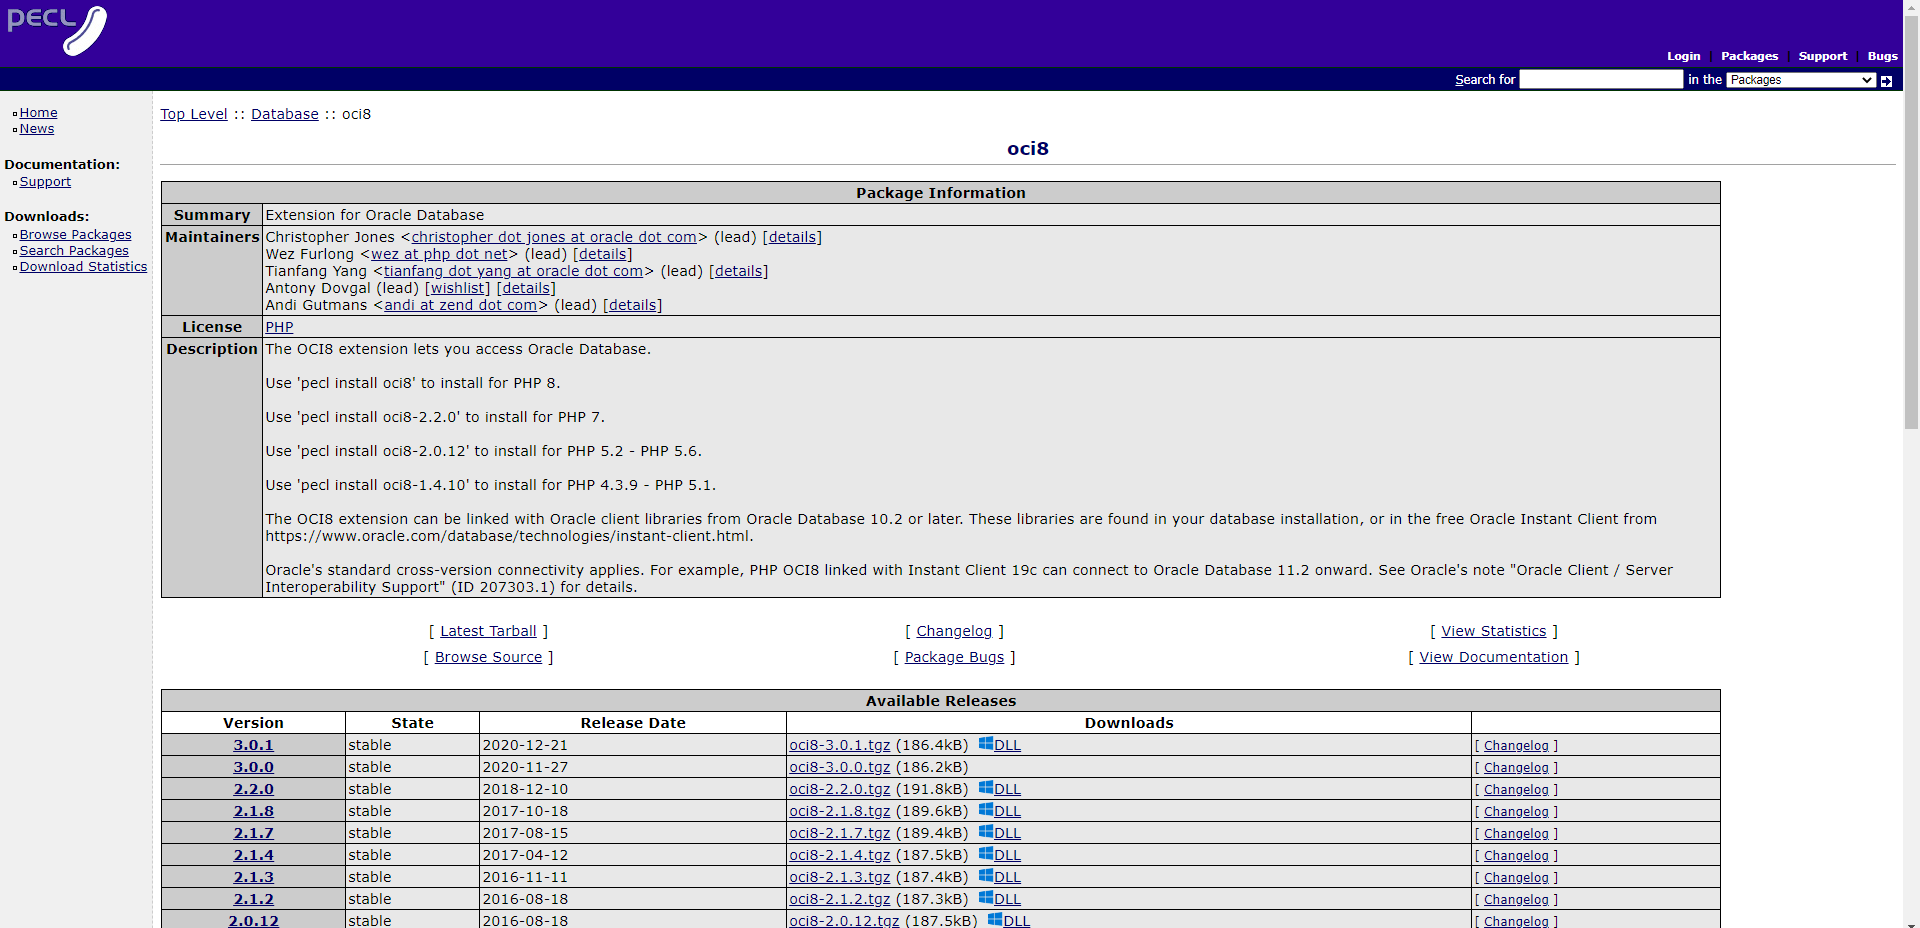 PECL
Login | Packages | Support | Bugs
Search for in the Packages
Home
News
Documentation:
Support
Downloads:
Browse Packages
Search Packages
Download Statistics
Top Level :: Database :: oci8
oci8
Package Information
Summary Extension for Oracle Database
Maintainers Christopher Jones <christopher dot jones at oracle dot com> (lead) [details]
Wez Furlong <wez at php dot net> (lead) [details]
Tianfang Yang <tianfang dot yang at oracle dot com> (lead) [details]
Antony Dovgal (lead) [wishlist] [details]
Andi Gutmans <andi at zend dot com> (lead) [details]
License PHP
Description The OCI8 extension lets you access Oracle Database.
Use 'pecl install oci8' to install for PHP 8.
Use 'pecl install oci8-2.2.0' to install for PHP 7.
Use 'pecl install oci8-2.0.12' to install for PHP 5.2 - PHP 5.6.
Use 'pecl install oci8-1.4.10' to install for PHP 4.3.9 - PHP 5.1.
The OCI8 extension can be linked with Oracle client libraries from Oracle Database 10.2 or later. These libraries are found in your database installation, or in the free Oracle Instant Client from
https://www.oracle.com/database/technologies/instant-client.html.
Oracle's standard cross-version connectivity applies. For example, PHP OCI8 linked with Instant Client 19c can connect to Oracle Database 11.2 onward. See Oracle's note "Oracle Client / Server
Interoperability Support" (ID 207303.1) for details.
[ Latest Tarball ] [ Changelog ] [ View Statistics ]
[ Browse Source ] [ Package Bugs ] [ View Documentation ]
Available Releases
Version State Release Date Downloads
3.0.1 stable 2020-12-21 oci8-3.0.1.tgz (186.4kB) DLL [ Changelog ]
3.0.0 stable 2020-11-27 oci8-3.0.0.tgz (186.2kB) [ Changelog ]
2.2.0 stable 2018-12-10 oci8-2.2.0.tgz (191.8kB) DLL [ Changelog ]
2.1.8 stable 2017-10-18 oci8-2.1.8.tgz (189.6kB) DLL [ Changelog ]
2.1.7 stable 2017-08-15 oci8-2.1.7.tgz (189.4kB) DLL [ Changelog ]
2.1.4 stable 2017-04-12 oci8-2.1.4.tgz (187.5kB) DLL [ Changelog ]
2.1.3 stable 2016-11-11 oci8-2.1.3.tgz (187.4kB) DLL [ Changelog ]
2.1.2 stable 2016-08-18 oci8-2.1.2.tgz (187.3kB) DLL [ Changelog ]
2.0.12 stable 2016-08-18 oci8-2.0.12.tgz (187.5kB) DLL [ Changelog ]